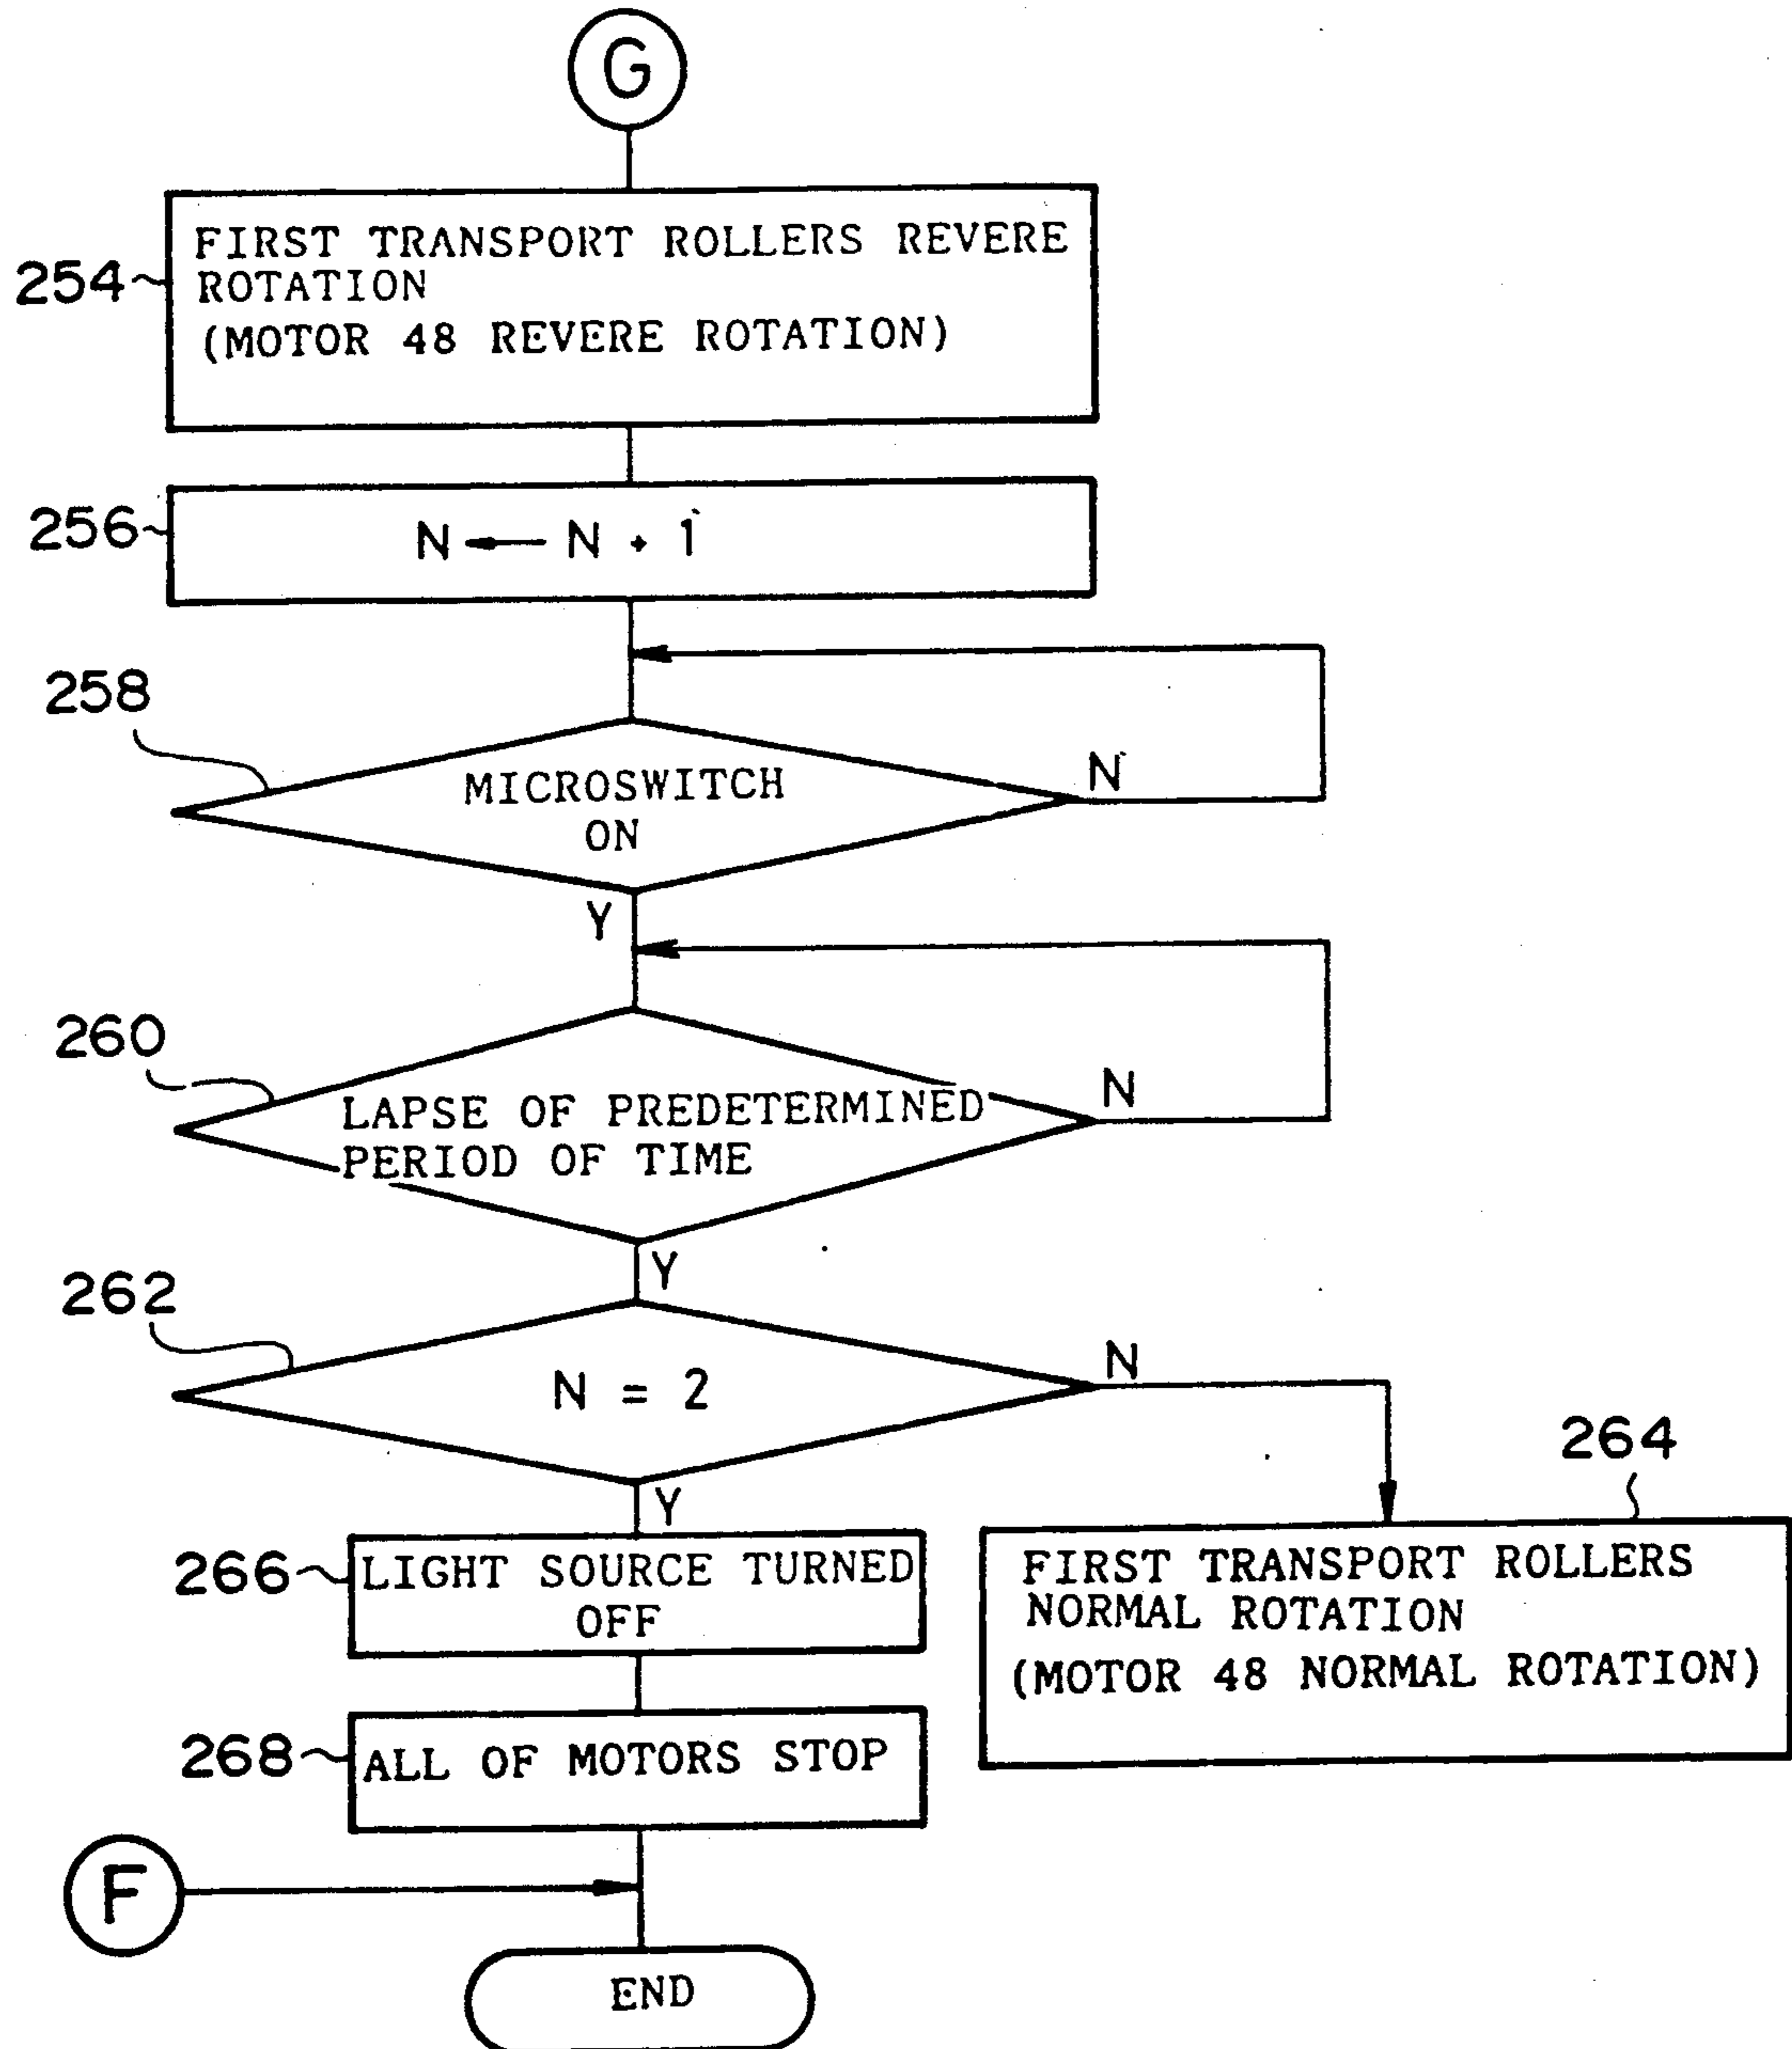 G
254
FIRST TRANSPORT ROLLERS REVERE
ROTATION
(MOTOR 48 REVERE ROTATION)
256
N ← N + 1
258
MICROSWITCH
ON
N
Y
260
LAPSE OF PREDETERMINED
PERIOD OF TIME
N
Y
262
N = 2
N
Y
264
FIRST TRANSPORT ROLLERS
NORMAL ROTATION
(MOTOR 48 NORMAL ROTATION)
266
LIGHT SOURCE TURNED
OFF
268
ALL OF MOTORS STOP
F
END